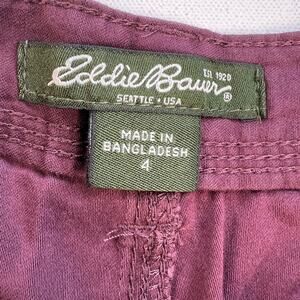 Eddie Bauer®
EST. 1920
SEATTLE • USA
MADE IN
BANGLADESH
4